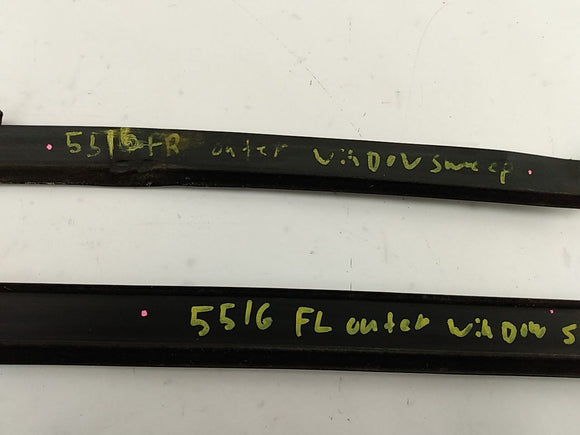 5516 FR outer WinDOW sweep
5516 FL outer WinDow s